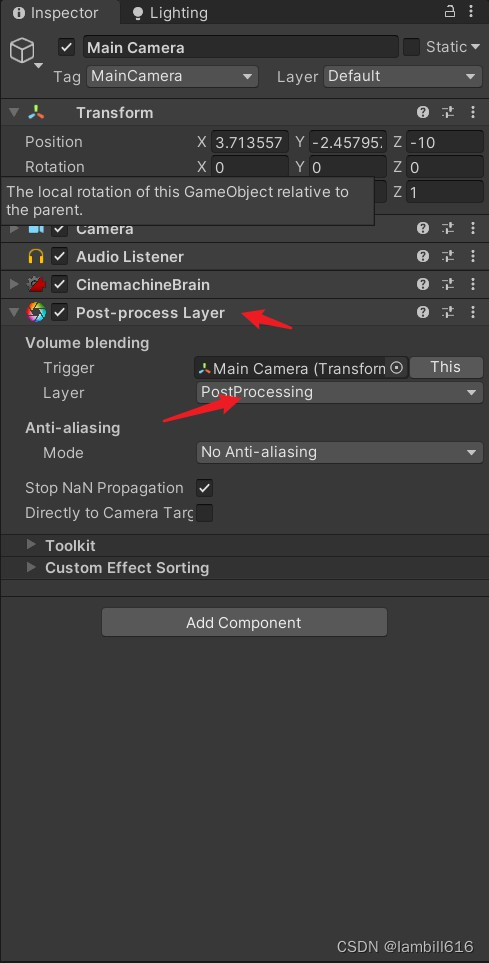 Inspector Lighting
Main Camera Static
Tag MainCamera Layer Default
Transform
Position X 3.713557 Y -2.457957 Z -10
Rotation X 0 Y 0 Z 0
The local rotation of this GameObject relative to
the parent.
Z 1
Camera
Audio Listener
CinemachineBrain
Post-process Layer
Volume blending
Trigger Main Camera (Transform This
Layer PostProcessing
Anti-aliasing
Mode No Anti-aliasing
Stop NaN Propagation
Directly to Camera Targ
Toolkit
Custom Effect Sorting
Add Component
CSDN @lambill616